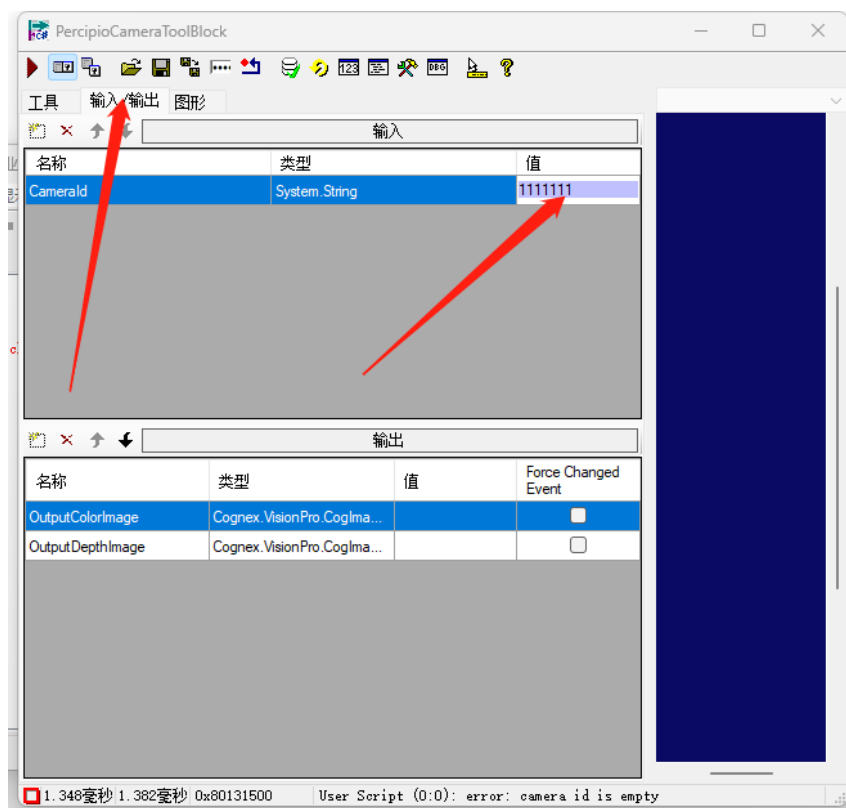 PercipioCameraToolBlock
工具 输入/输出 图形
输入
名称 类型 值
CameraId System.String 1111111
输出
名称 类型 值 Force Changed Event
OutputColorImage Cognex.VisionPro.CogIma...
OutputDepthImage Cognex.VisionPro.CogIma...
1.348毫秒 1.382毫秒 0x80131500 User Script (0:0): error: camera id is empty